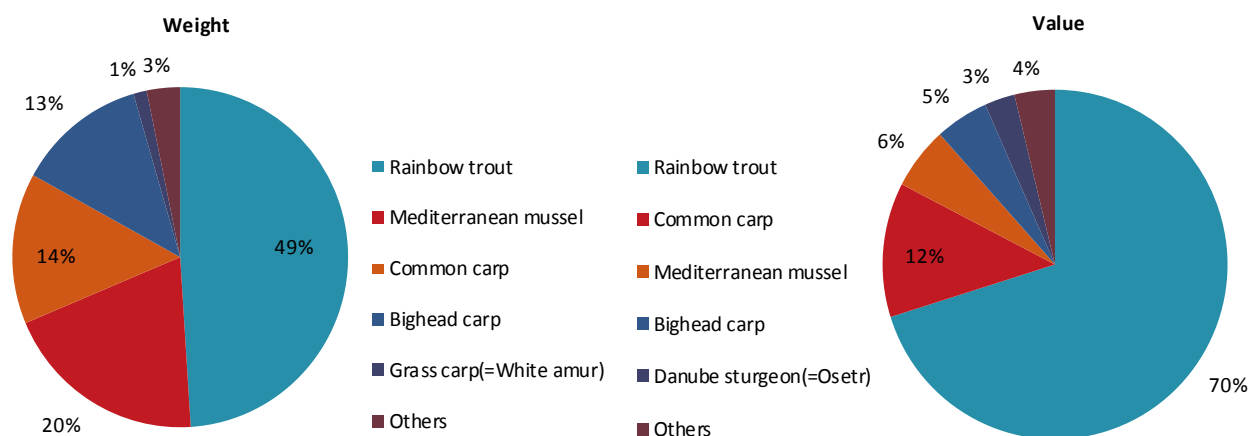 Weight
1%
3%
13%
14%
49%
20%
Rainbow trout
Mediterranean mussel
Common carp
Bighead carp
Grass carp(=White amur)
Others
Value
3%
4%
5%
6%
12%
70%
Rainbow trout
Common carp
Mediterranean mussel
Bighead carp
Danube sturgeon(=Osetr)
Others